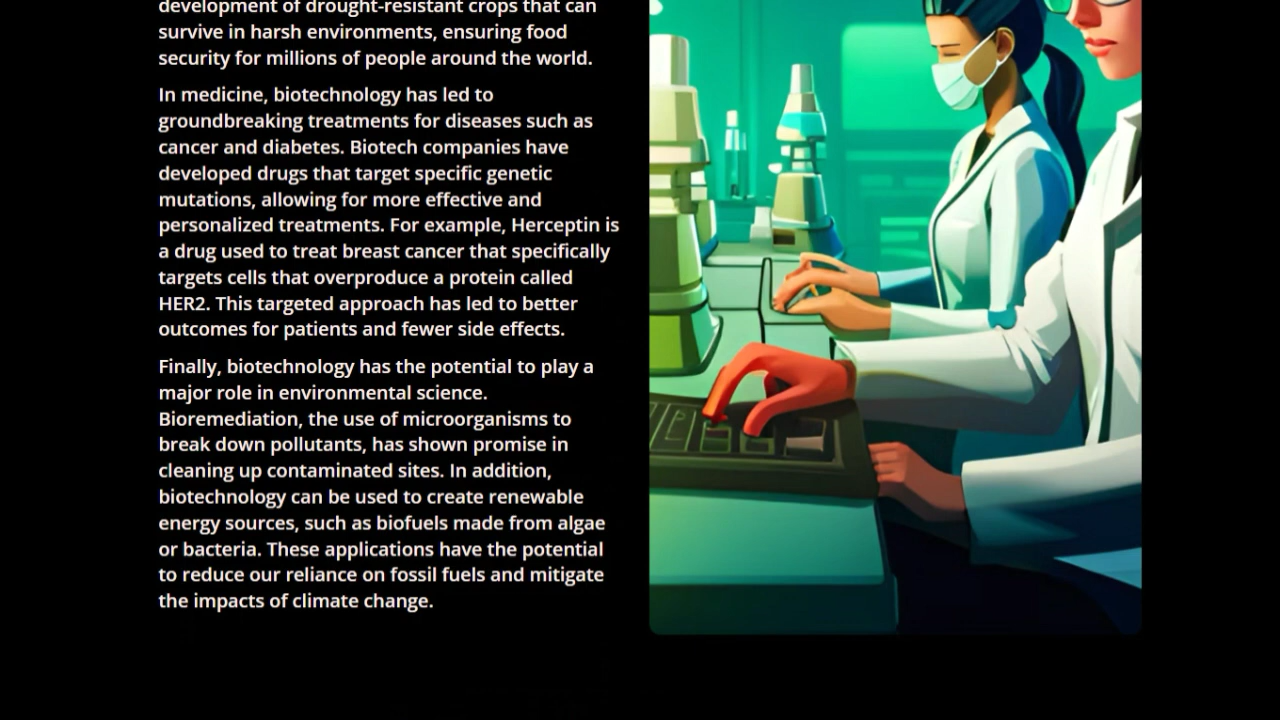 development of drought-resistant crops that can
survive in harsh environments, ensuring food
security for millions of people around the world.
In medicine, biotechnology has led to
groundbreaking treatments for diseases such as
cancer and diabetes. Biotech companies have
developed drugs that target specific genetic
mutations, allowing for more effective and
personalized treatments. For example, Herceptin is
a drug used to treat breast cancer that specifically
targets cells that overproduce a protein called
HER2. This targeted approach has led to better
outcomes for patients and fewer side effects.
Finally, biotechnology has the potential to play a
major role in environmental science.
Bioremediation, the use of microorganisms to
break down pollutants, has shown promise in
cleaning up contaminated sites. In addition,
biotechnology can be used to create renewable
energy sources, such as biofuels made from algae
or bacteria. These applications have the potential
to reduce our reliance on fossil fuels and mitigate
the impacts of climate change.